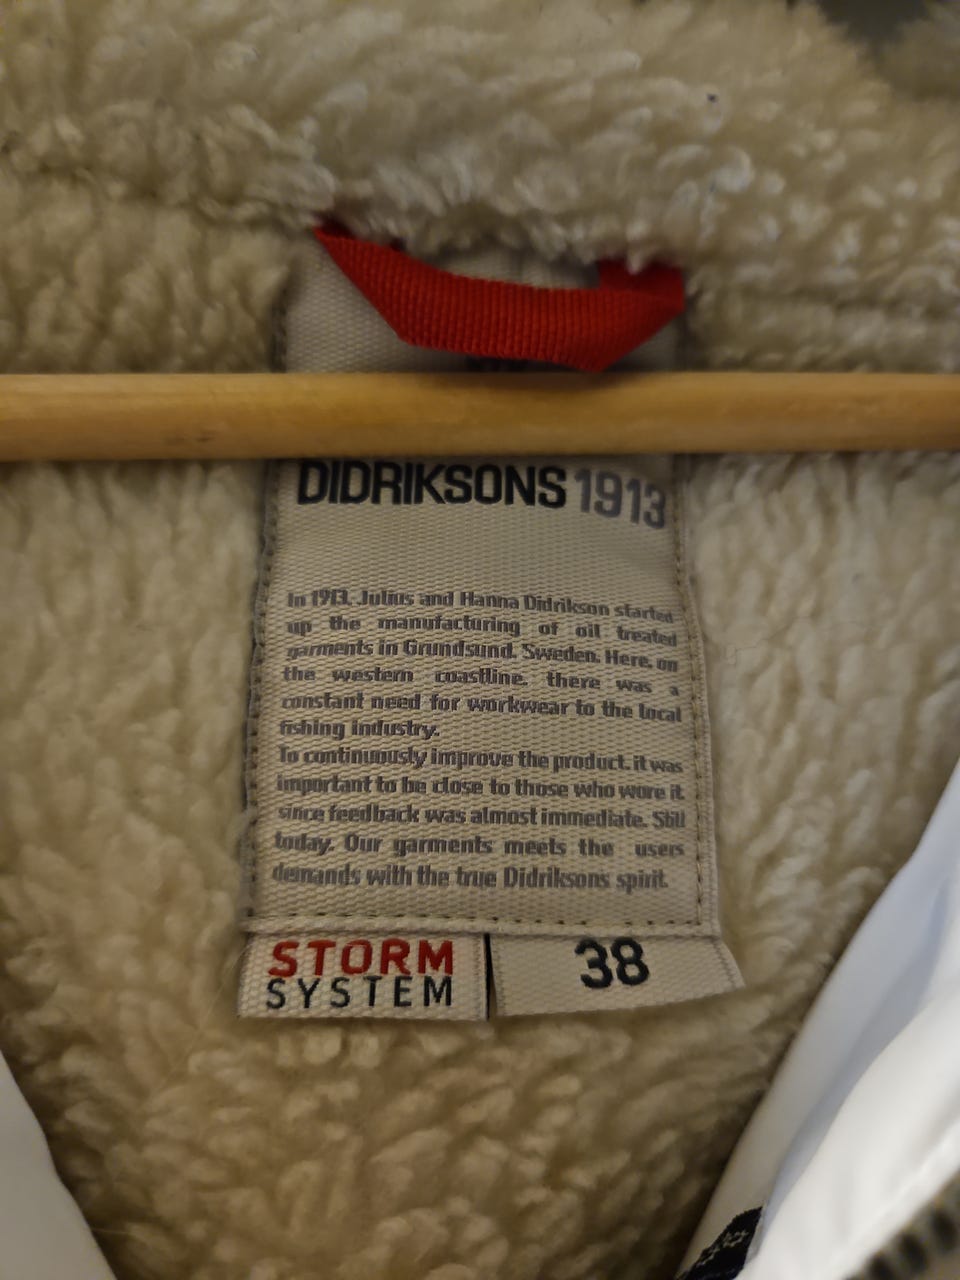 DIDRIKSONS 1913
In 1913, Julius and Hanna Didrikson started
up the manufacturing of oil treated
garments in Grundsund, Sweden. Here, on
the western coastline, there was a
constant need for workwear to the local
fishing industry.
To continuously improve the product, it was
important to be close to those who wore it,
since feedback was almost immediate. Still
today. Our garments meets the users
demands with the true Didriksons spirit.
STORM
SYSTEM
38